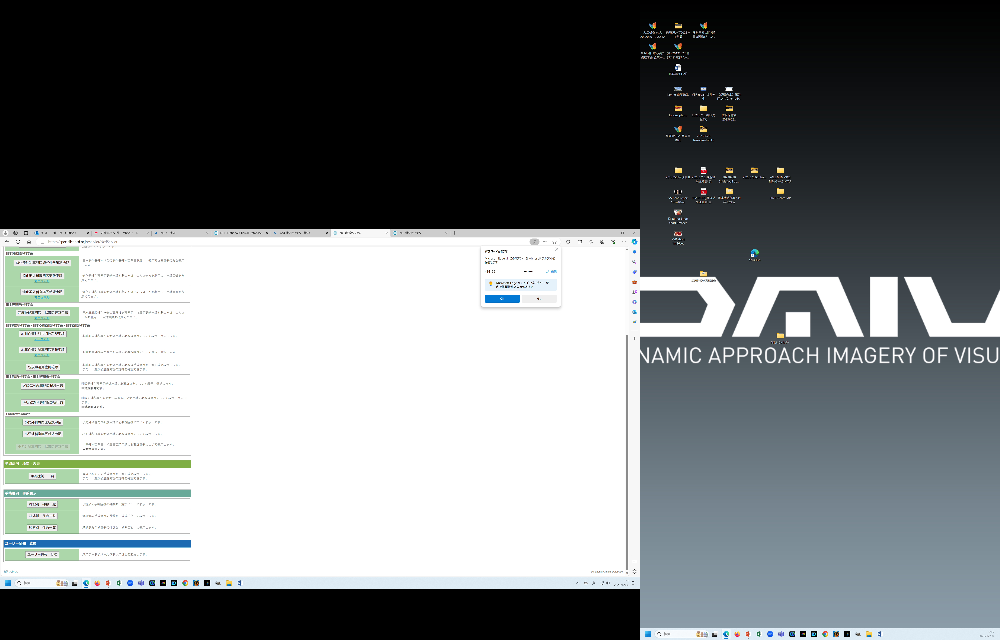 メール - 三浦　崇 - Outlook
未読169959件 - Yahoo!メール
NCD - 検索
NCD National Clinical Database
ncd 検索システム - 検索
NCD検索システム
NCD検索システム
https://specialist.ncd.or.jp/servlet/NcdServlet
日本消化器外科学会
消化器外科専門医術式件数確認機能
日本消化器外科学会の消化器外科専門医制度上、使用できる症例のみを表示
します。
消化器外科専門医更新申請
マニュアル
消化器外科専門医更新申請対象の方はこのシステムを利用し、申請書類を作
成ください。
消化器外科指導医新規申請
マニュアル
消化器外科指導医新規申請対象の方はこのシステムを利用し、申請書類を作
成ください。
日本肝胆膵外科学会
高度技能専門医・指導医更新申請
マニュアル
日本肝胆膵外科学会の高度技能専門医・指導医更新申請対象の方はこのシス
テムを利用し、申請書類を作成ください。
日本胸部外科学会・日本心臓血管外科学会・日本血管外科学会
心臓血管外科専門医新規申請
マニュアル
心臓血管外科専門医新規申請に必要な症例について表示、選択します。
心臓血管外科専門医更新申請
マニュアル
心臓血管外科専門医更新申請に必要な症例について表示、選択します。
新規申請用症例確認
心臓血管外科専門医新規申請に必要な手術症例を一覧形式で表示します。
また、一覧から登録内容の詳細を確認できます。
日本胸部外科学会・日本呼吸器外科学会
呼吸器外科専門医新規申請
呼吸器外科専門医新規申請に必要な症例について表示、選択します。
申請期間外です。
呼吸器外科専門医更新申請
呼吸器外科専門医更新・再取得・復活申請に必要な症例について表示、選択し
ます。
申請期間外です。
日本小児外科学会
小児外科専門医新規申請
小児外科専門医新規申請に必要な症例について表示します。
小児外科指導医新規申請
小児外科指導医新規申請に必要な症例について表示します。
小児外科専門医・指導医更新申請
小児外科専門医・指導医更新申請に必要な症例について表示します。
申請準備中です。
手術症例　検索・表示
手術症例　一覧
登録されている手術症例を一覧形式で表示します。
また、一覧から登録内容の詳細を確認できます。
手術症例　件数表示
施設別　件数一覧
承認済み手術症例の件数を　施設ごと　に表示します。
術式別　件数一覧
承認済み手術症例の件数を　術式ごと　に表示します。
術者別　件数一覧
承認済み手術症例の件数を　術者ごと　に表示します。
ユーザー情報　変更
ユーザー情報　変更
パスワードやメールアドレスなどを変更します。
お問い合わせ
© National Clinical Database
パスワードを保存
Microsoft Edge は、このパスワードを Microsoft アカウントに
保存します
414159
••••••••
編集
Microsoft Edge パスワード マネージャー - 便
利で信頼性が高く、使いやすい
OK
なし
検索
A
9:15
2023/12/30
入江帆香ちゃん
20220301-095852
長崎グループ2023年
症例数
外科再編に伴う部
屋の再構成 202...
第14回日本心臓弁
膜症学会 企業一...
(今) 20191027 胸
部外科京都 AM...
医局員メルアド
Konno 山岸先生
VSR repair 浅井先
生
（伊藤先生）第74
回JATSランチョンセ...
Iphone photo
20230710 谷口先
生から
佐世保総合
2023602...
科研費2023審査員
委託
20230626
NakaoYoshitaka
20130509和久田IE
20230710_審査結
果通知書 表
20230720
ShidaKouji po...
20230703OhtaK...
2023.8.16 MICS
MP(A3+A2)+TAP
VSP 2nd repair
1min18sec
20230710_審査結
果通知書 裏
関連病院部長への
年次報告
2023.7.26re-MP
LV tumor Short
short 2m5sec
PVR short
1m26sec
YouGlish
メンバーシップ委員会
新しいフォルダー
DAIV
NAMIC APPROACH IMAGERY OF VISU
検索
9:15
2023/12/30